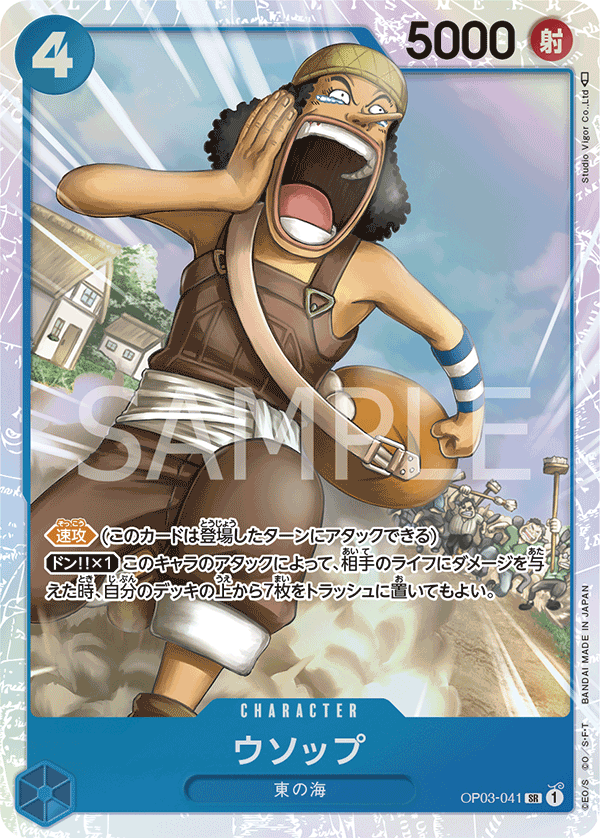 4
5000 射
Studio Vigor Co.,Ltd
SAMPLE
速攻 (このカードは登場したターンにアタックできる)
ドン!!×1 このキャラのアタックによって、相手のライフにダメージを与
えた時、自分のデッキの上から7枚をトラッシュに置いてもよい。
CHARACTER
ウソップ
東の海
OP03-041 SR 1
©E.O/S ©O/S・F・T BANDAI MADE IN JAPAN